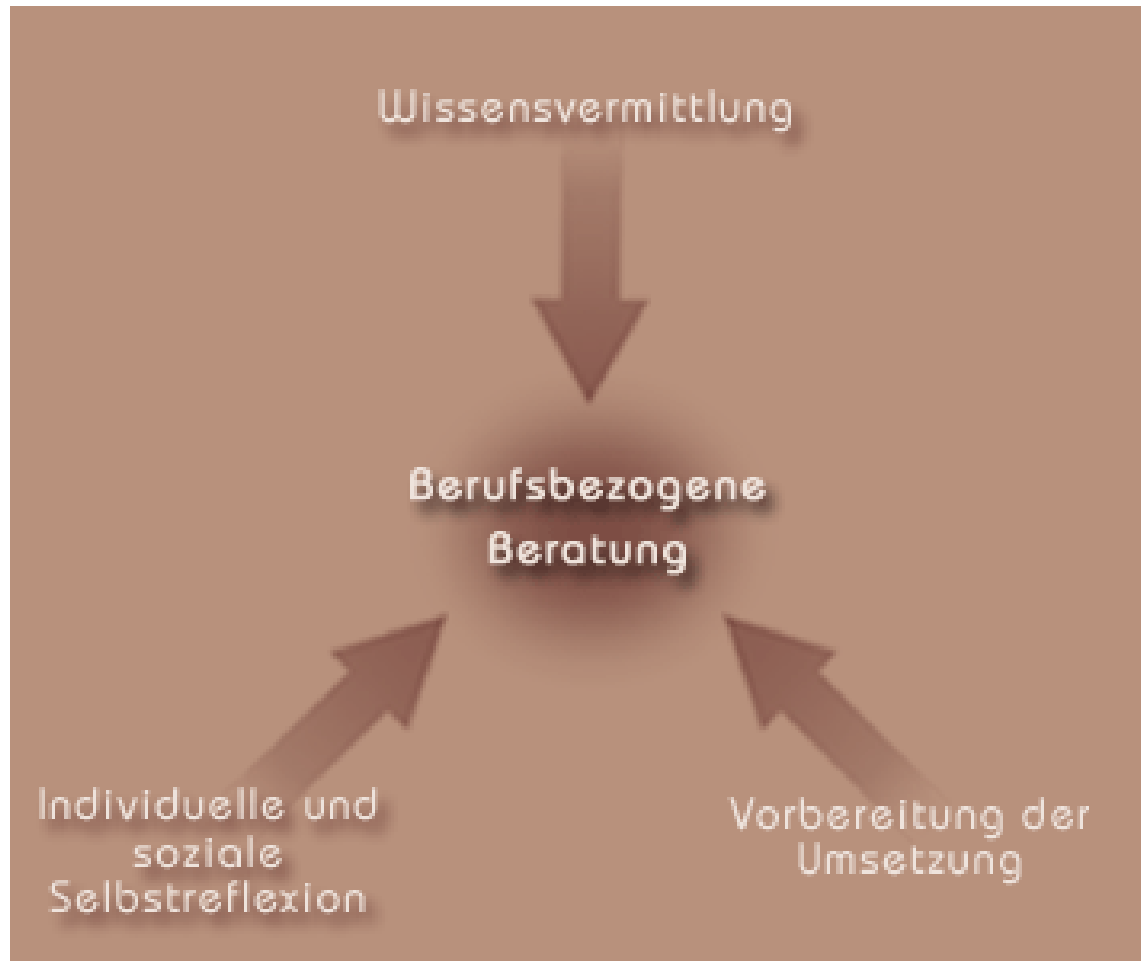 Wissensvermittlung
Berufsbezogene
Beratung
Individuelle und
soziale
Selbstreflexion
Vorbereitung der
Umsetzung